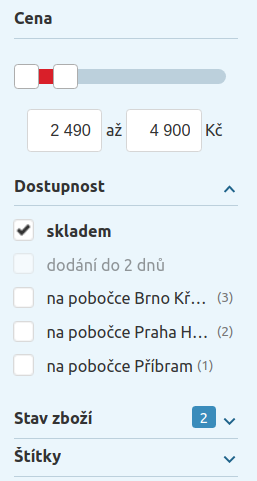 Cena
2 490 až 4 900 Kč
Dostupnost
skladem
dodání do 2 dnů
na pobočce Brno Kř... (3)
na pobočce Praha H... (2)
na pobočce Příbram (1)
Stav zboží 2
Štítky